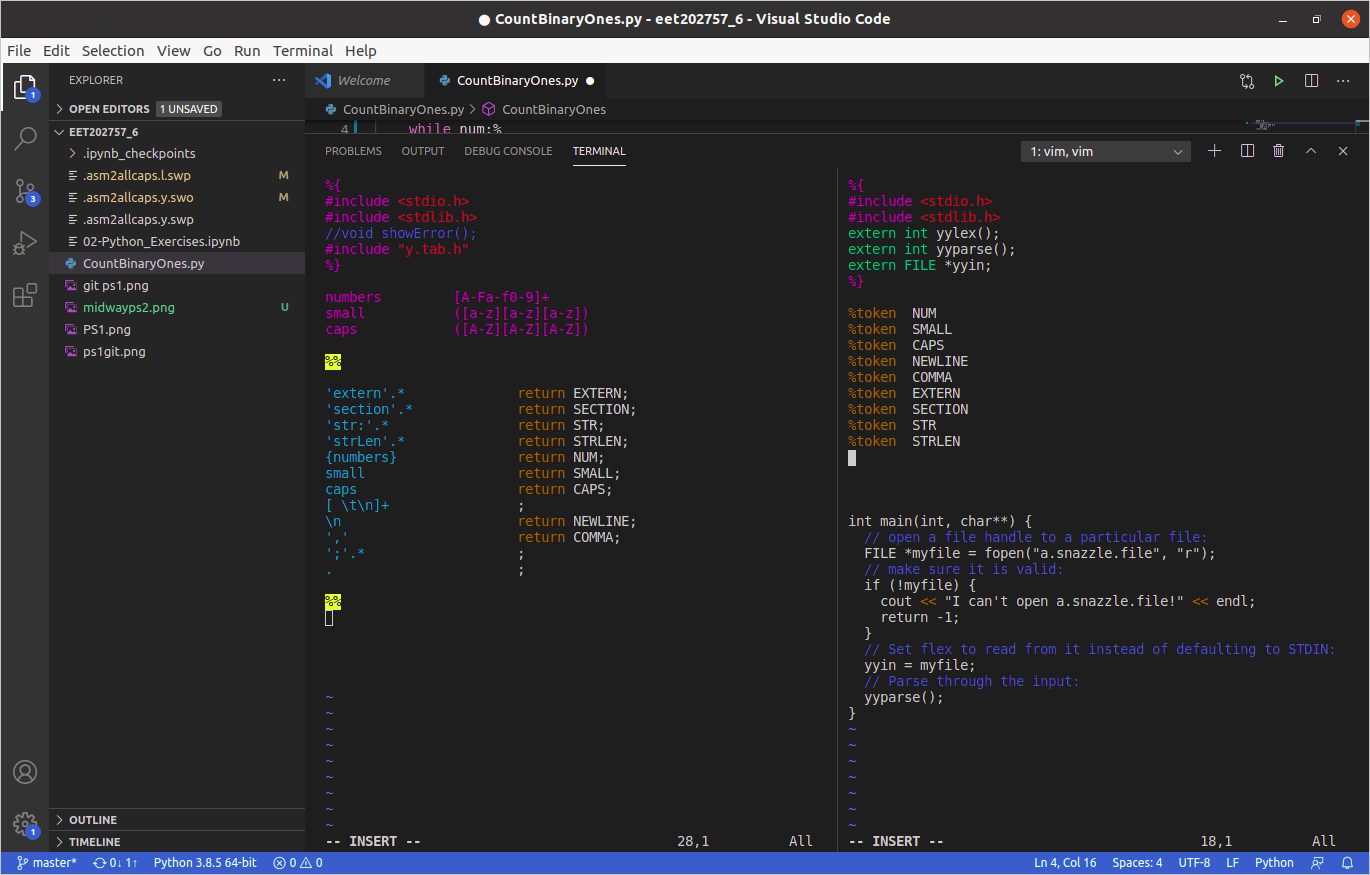 ● CountBinaryOnes.py - eet202757_6 - Visual Studio Code
File Edit Selection View Go Run Terminal Help
EXPLORER
OPEN EDITORS 1 UNSAVED
EET202757_6
.ipynb_checkpoints
.asm2allcaps.l.swp M
.asm2allcaps.y.swo M
.asm2allcaps.y.swp
02-Python_Exercises.ipynb
CountBinaryOnes.py
git ps1.png
midwayps2.png U
PS1.png
ps1git.png
OUTLINE
TIMELINE
1
3
1
Welcome CountBinaryOnes.py ●
CountBinaryOnes.py > CountBinaryOnes
4 while num:%
PROBLEMS OUTPUT DEBUG CONSOLE TERMINAL 1: vim, vim
%{
#include <stdio.h>
#include <stdlib.h>
//void showError();
#include "y.tab.h"
%}
numbers [A-Fa-f0-9]+
small ([a-z][a-z][a-z])
caps ([A-Z][A-Z][A-Z])
%%
'extern'.* return EXTERN;
'section'.* return SECTION;
'str:'.* return STR;
'strLen'.* return STRLEN;
{numbers} return NUM;
small return SMALL;
caps return CAPS;
[ \t\n]+ ;
\n return NEWLINE;
',' return COMMA;
';'.* ;
. ;
%%
~
~
~
~
~
~
~
~
~
-- INSERT -- 28,1 All
%{
#include <stdio.h>
#include <stdlib.h>
extern int yylex();
extern int yyparse();
extern FILE *yyin;
%}
%token NUM
%token SMALL
%token CAPS
%token NEWLINE
%token COMMA
%token EXTERN
%token SECTION
%token STR
%token STRLEN
int main(int, char**) {
// open a file handle to a particular file:
FILE *myfile = fopen("a.snazzle.file", "r");
// make sure it is valid:
if (!myfile) {
cout << "I can't open a.snazzle.file!" << endl;
return -1;
}
// Set flex to read from it instead of defaulting to STDIN:
yyin = myfile;
// Parse through the input:
yyparse();
}
~
~
~
~
~
~
~
-- INSERT -- 18,1 All
master* 0↓ 1↑ Python 3.8.5 64-bit 0 0 Ln 4, Col 16 Spaces: 4 UTF-8 LF Python